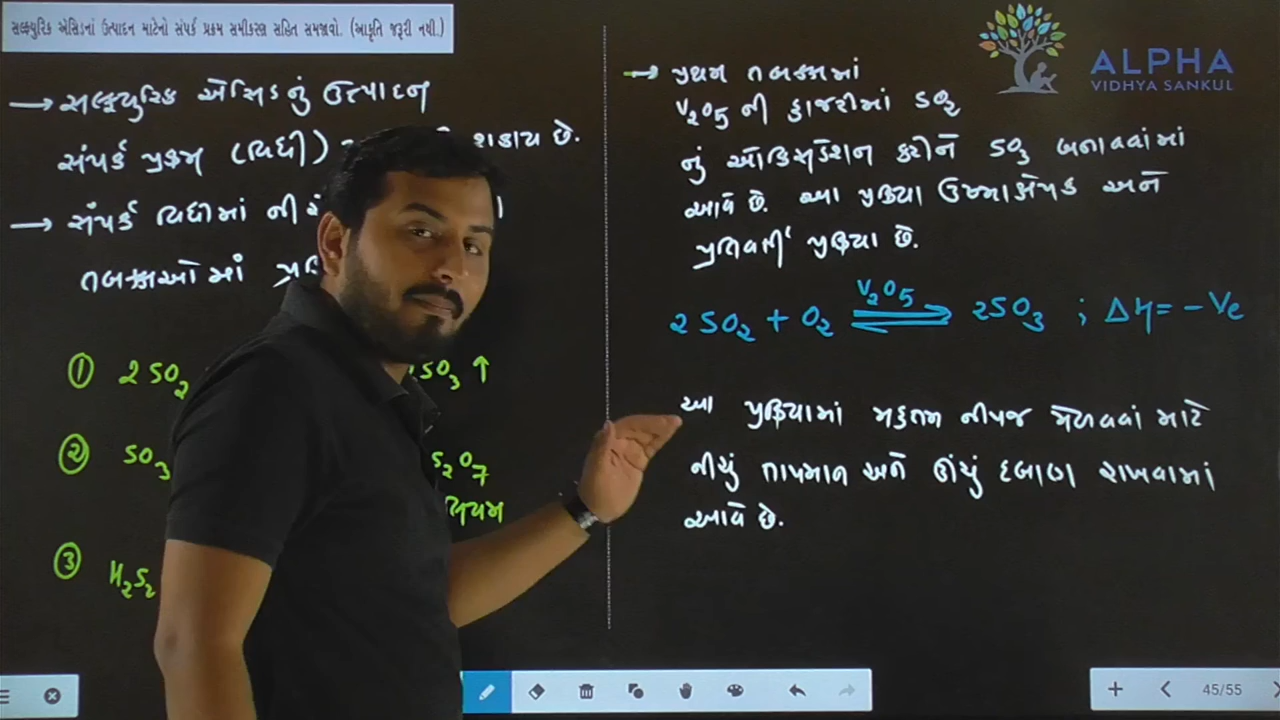 સલ્ફ્યુરિક એસિડનાં ઉત્પાદન માટેનો સંપર્ક પ્રક્રમ સમીકરણ સહિત સમજાવો. (આકૃતિ જરૂરી નથી.)
→ સલ્ફ્યુરિક એસિડનું ઉત્પાદન
સંપર્ક પ્રક્રમ (વિધી) શકાય છે.
→ સંપર્ક વિધીમાં
તબક્કાઓમાં
① 2SO₂ SO₃ ↑
② SO₃ S₂O₇
③ H₂S₂
→ પ્રથમ તબક્કામાં
V₂O₅ ની હાજરીમાં SO₂
નું ઓક્સિડેશન કરીને SO₃ બનાવવાંમાં
આવે છે. આ પ્રક્રિયા ઉષ્માક્ષેપક અને
પ્રતિવર્તી પ્રક્રિયા છે.
V₂O₅
2SO₂ + O₂ ⇌ 2SO₃ ; ΔH = -Ve
આ પ્રક્રિયામાં મહત્તમ નીપજ મેળવવાં માટે
નીચું તાપમાન અને ઊંચું દબાણ રાખવામાં
આવે છે.
ALPHA
VIDHYA SANKUL
45/55